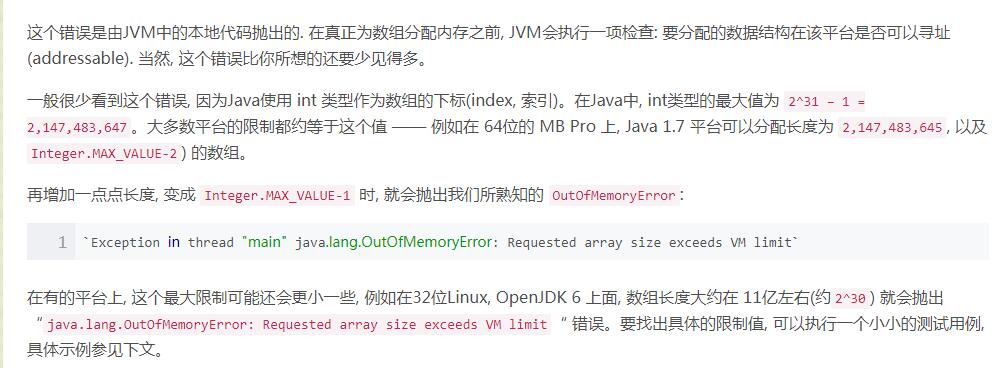 这个错误是由JVM中的本地代码抛出的. 在真正为数组分配内存之前, JVM会执行一项检查: 要分配的数据结构在该平台是否可以寻址
(addressable). 当然, 这个错误比你所想的还要少见得多。
一般很少看到这个错误, 因为Java使用 int 类型作为数组的下标(index, 索引)。在Java中, int类型的最大值为 2^31 – 1 =
2,147,483,647。大多数平台的限制都约等于这个值 —— 例如在 64位的 MB Pro 上, Java 1.7 平台可以分配长度为 2,147,483,645, 以及
Integer.MAX_VALUE-2) 的数组。
再增加一点点长度, 变成 Integer.MAX_VALUE-1 时, 就会抛出我们所熟知的 OutOfMemoryError:
1 `Exception in thread "main" java.lang.OutOfMemoryError: Requested array size exceeds VM limit`
在有的平台上, 这个最大限制可能还会更小一些, 例如在32位Linux, OpenJDK 6 上面, 数组长度大约在 11亿左右(约2^30) 就会抛出
“java.lang.OutOfMemoryError: Requested array size exceeds VM limit“ 错误。要找出具体的限制值, 可以执行一个小小的测试用例,
具体示例参见下文。